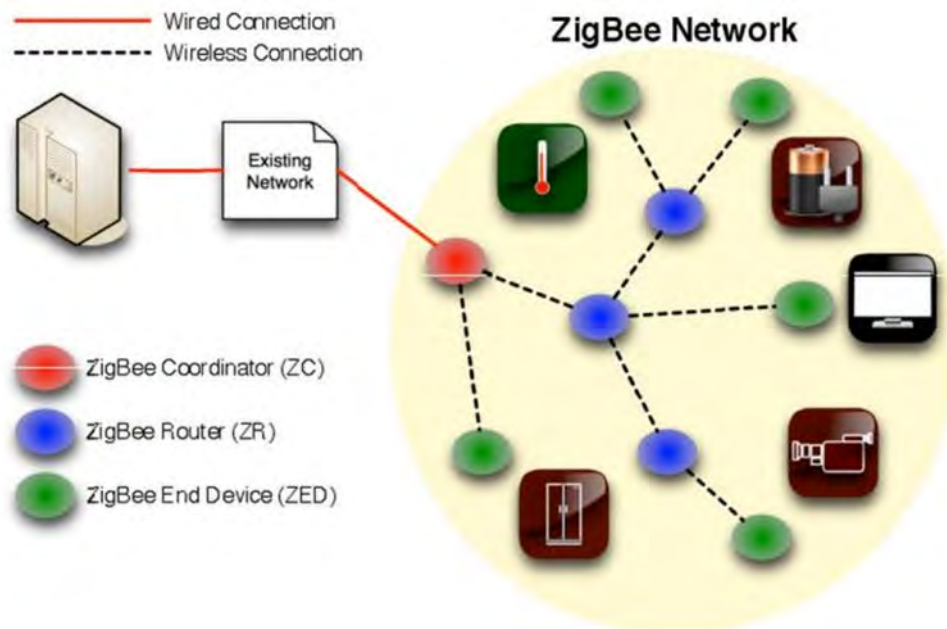 Wired Connection
Wireless Connection
ZigBee Network
Existing
Network
ZigBee Coordinator (ZC)
ZigBee Router (ZR)
ZigBee End Device (ZED)